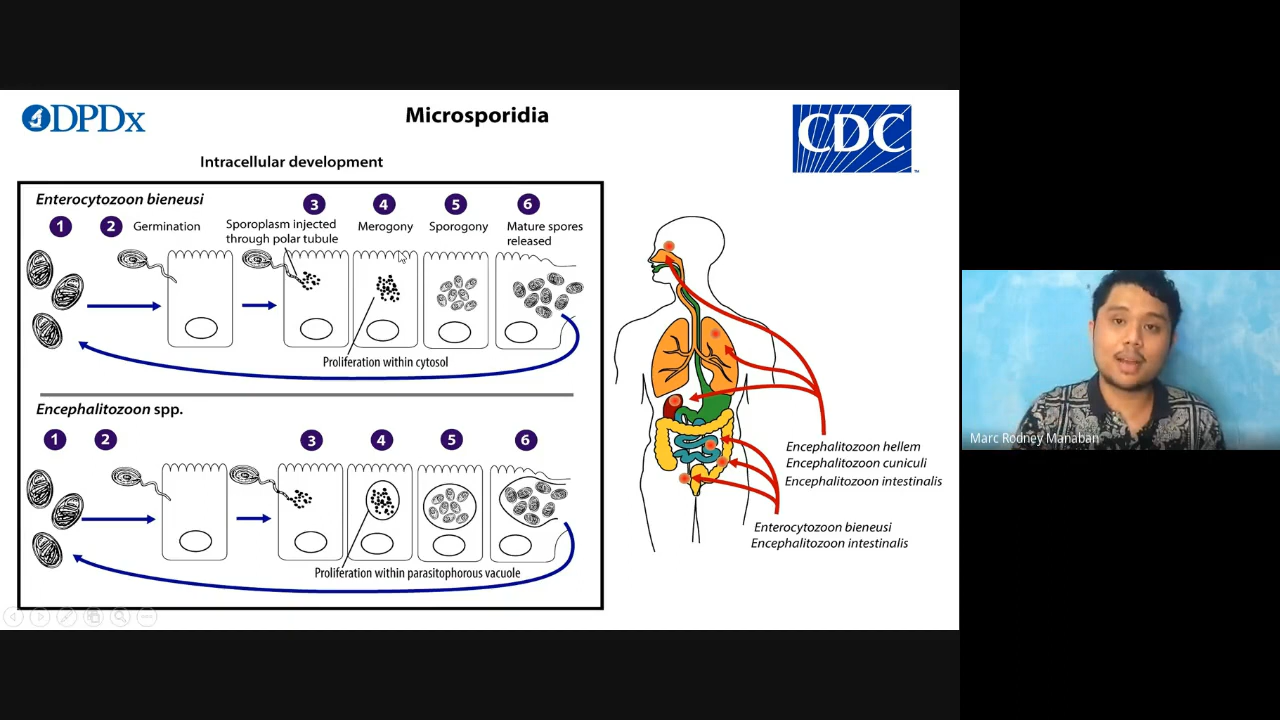 DPDx
Microsporidia
CDC
Intracellular development
Enterocytozoon bieneusi
1
2
Germination
3
Sporoplasm injected
through polar tubule
4
Merogony
5
Sporogony
6
Mature spores
released
Proliferation within cytosol
Encephalitozoon spp.
1
2
3
4
5
6
Proliferation within parasitophorous vacuole
Encephalitozoon hellem
Encephalitozoon cuniculi
Encephalitozoon intestinalis
Enterocytozoon bieneusi
Encephalitozoon intestinalis
Marc Rodney Manaban